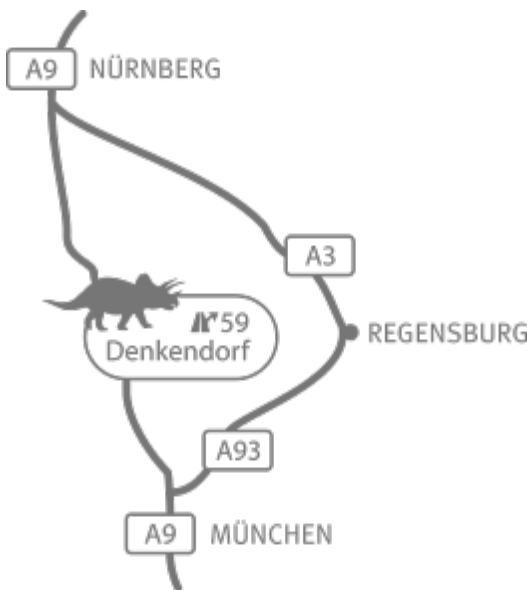 A9 NÜRNBERG
A3
59
Denkendorf
REGENSBURG
A93
A9 MÜNCHEN